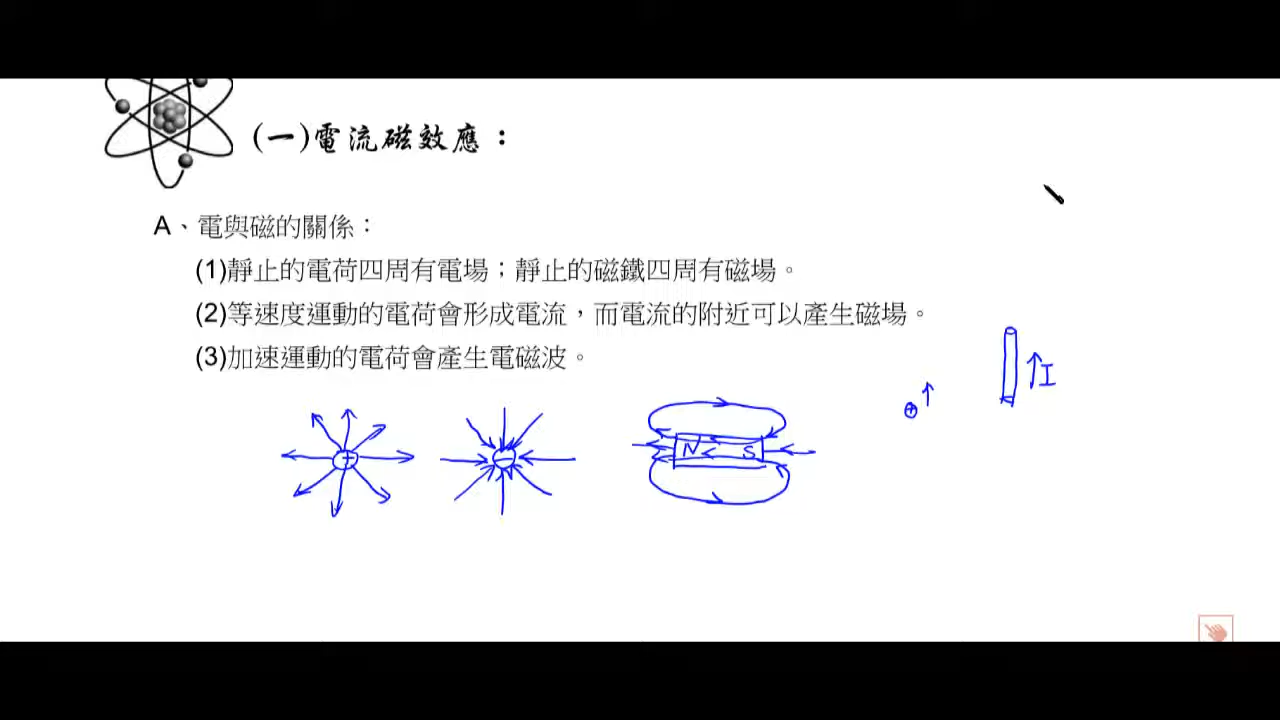 (一)電流磁效應：
A、電與磁的關係：
(1)靜止的電荷四周有電場；靜止的磁鐵四周有磁場。
(2)等速度運動的電荷會形成電流，而電流的附近可以產生磁場。
(3)加速運動的電荷會產生電磁波。
I
+
−
N S
+